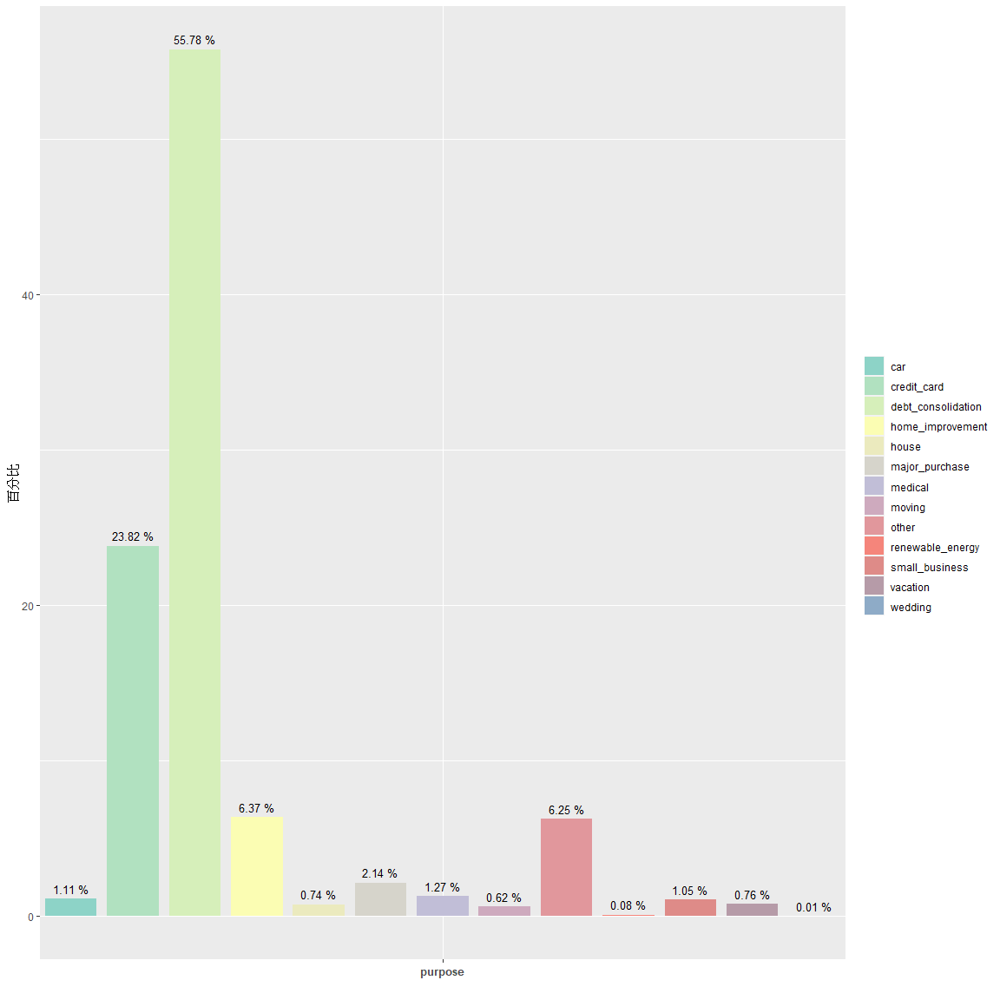 55.78 %
40
car
credit_card
debt_consolidation
home_improvement
house
major_purchase
medical
moving
other
renewable_energy
small_business
vacation
wedding
百分比
23.82 %
20
6.37 %
6.25 %
2.14 %
1.11 %
0.74 %
1.27 %
0.62 %
0.08 %
1.05 %
0.76 %
0.01 %
0
purpose